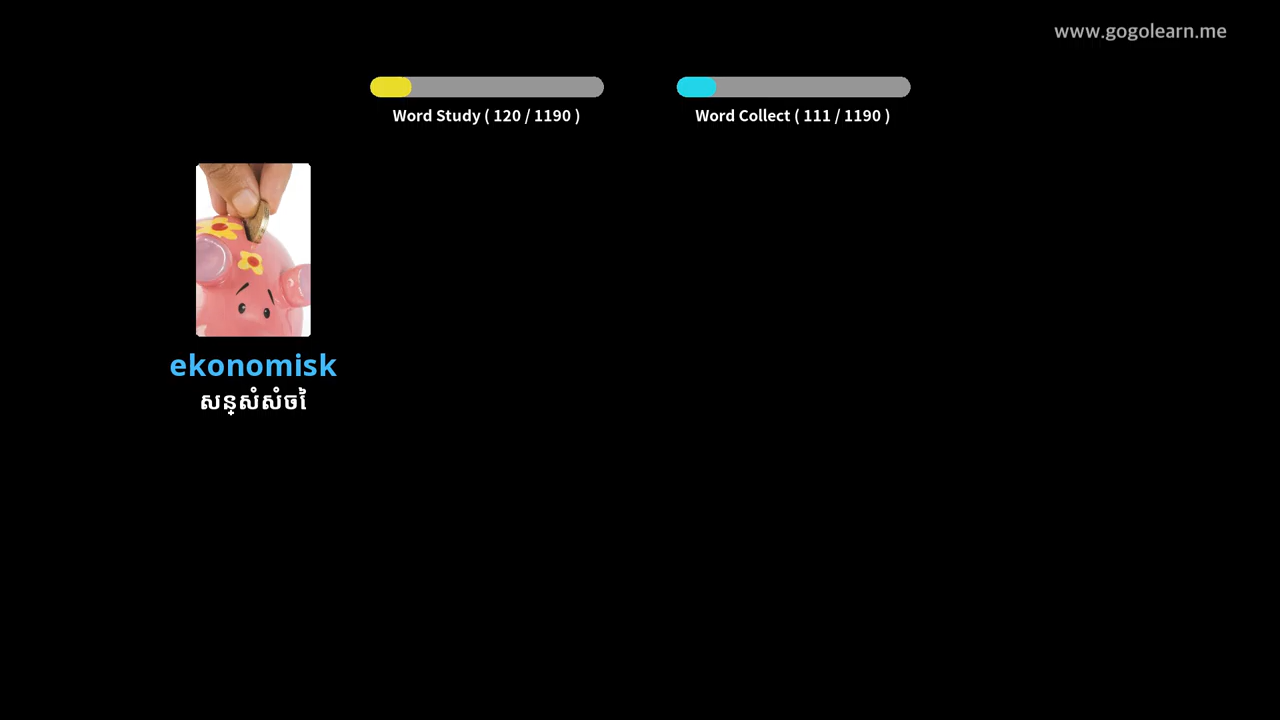 www.gogolearn.me
Word Study ( 120 / 1190 )
Word Collect ( 111 / 1190 )
ekonomisk
សន្សំសំចៃ